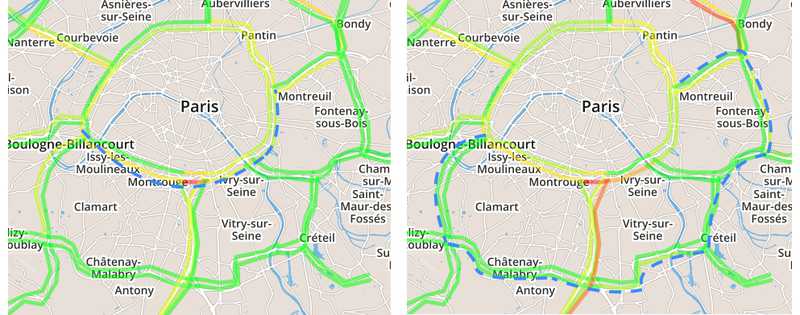 Asnières-
sur-Seine
Aubervilliers
Bondy
Nanterre
Courbevoie
Pantin
il-
ison
Paris
Montreuil
Fontenay-
sous-Bois
Boulogne-Billancourt
Issy-les-
Moulineaux
Montrouge
Ivry-sur-
Seine
Cham
sur-M
Saint-
Maur-des-
Fossés
Clamart
Vitry-sur-
Seine
Créteil
lizy-
oublay
Châtenay-
Malabry
Antony
Su
Asnières-
sur-Seine
Aubervilliers
Bondy
Nanterre
Courbevoie
Pantin
il-
ison
Paris
Montreuil
Fontenay-
sous-Bois
Boulogne-Billancourt
Issy-les-
Moulineaux
Montrouge
Ivry-sur-
Seine
Cham
sur-M
Saint-
Maur-des-
Fossés
Clamart
Vitry-sur-
Seine
Créteil
lizy-
oublay
Châtenay-
Malabry
Antony
Su